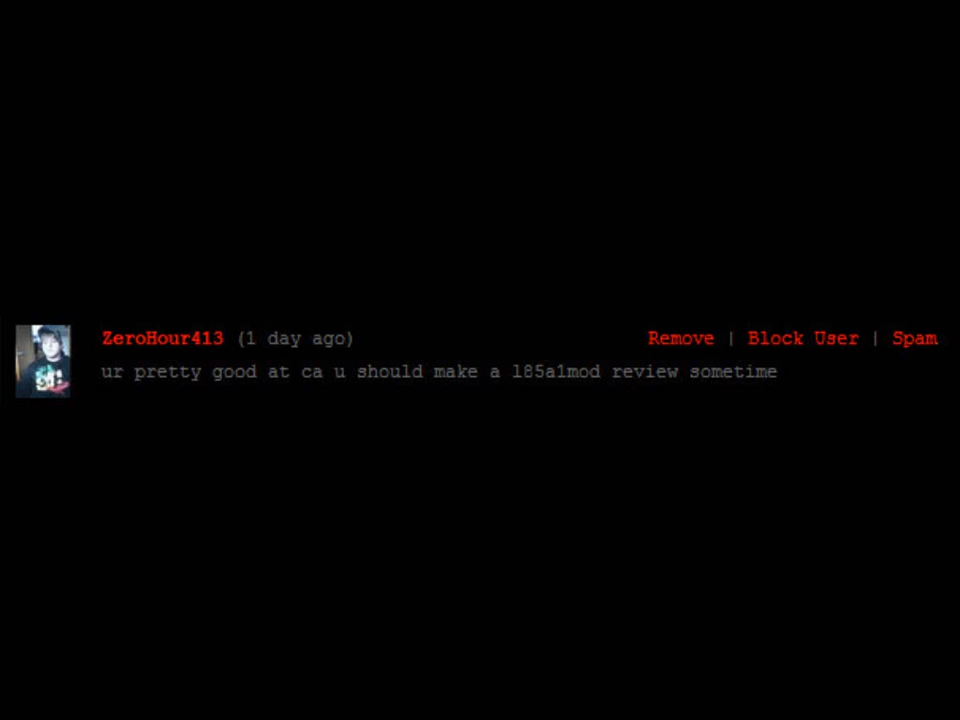 ZeroHour413 (1 day ago) Remove | Block User | Spam
ur pretty good at ca u should make a l85a1mod review sometime